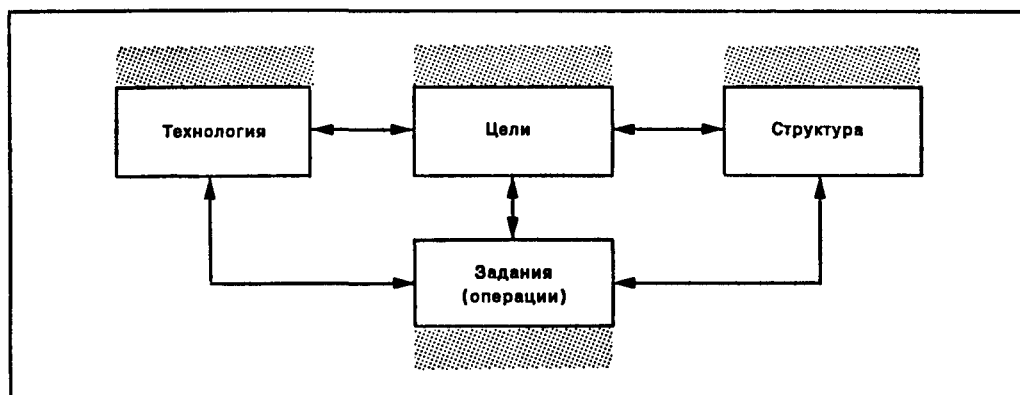 Технология
Цели
Структура
Задания
(операции)